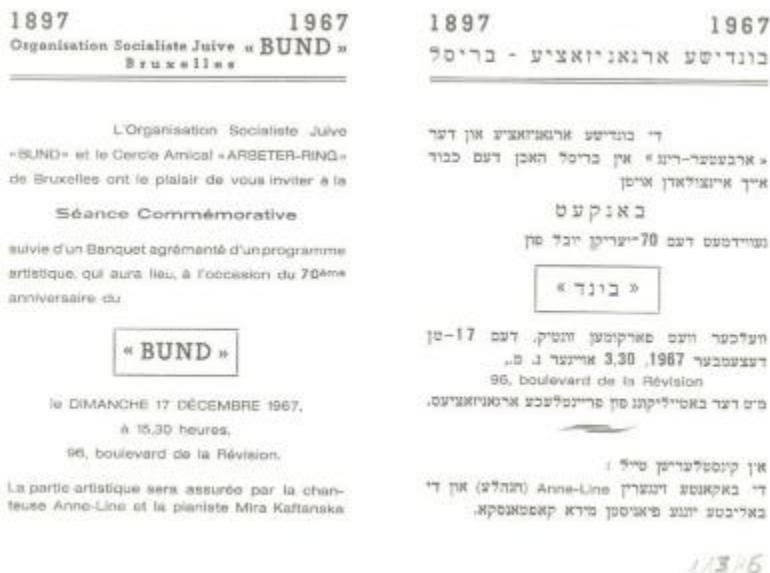 1897 1967
Organisation Socialiste Juive « BUND »
Bruxelles
L'Organisation Socialiste Juive
«BUND» et le Cercle Amical «ARBETER-RING»
de Bruxelles ont le plaisir de vous inviter à la
Séance Commémorative
suivie d'un Banquet agrémenté d'un programme
artistique, qui aura lieu, à l'occasion du 70ème
anniversaire du
« BUND »
le DIMANCHE 17 DÉCEMBRE 1967,
à 15,30 heures,
96, boulevard de la Révision.
La partie artistique sera assurée par la chan-
teuse Anne-Line et la pianiste Mira Kaftanska
1897 1967
בונדישע ארגאניזאציע - בריסל
די בונדישע ארגאניזאציע און דער
« ארבעטער-רינג » אין בריסל האבן דעם כבוד
אייך איינצולאדן אויפן
באנקעט
געווידמעט דעם 70־יעריקן יובל פון
« בונד »
וועלכער וועט פארקומען זונטיק, דעם 17-טן
דעצעמבער 1967, 3,30 אזייגער נ. מ.,
96, boulevard de la Révision
מיט דער באטייליקונג פון פריינטלעכע ארגאניזאציעס.
אין קינסטלערישן טייל :
די באקאנטע זינגערין Anne-Line (חנהלע) און די
באליבטע יונגע פיאניסטן מירא קאפטאנסקא.